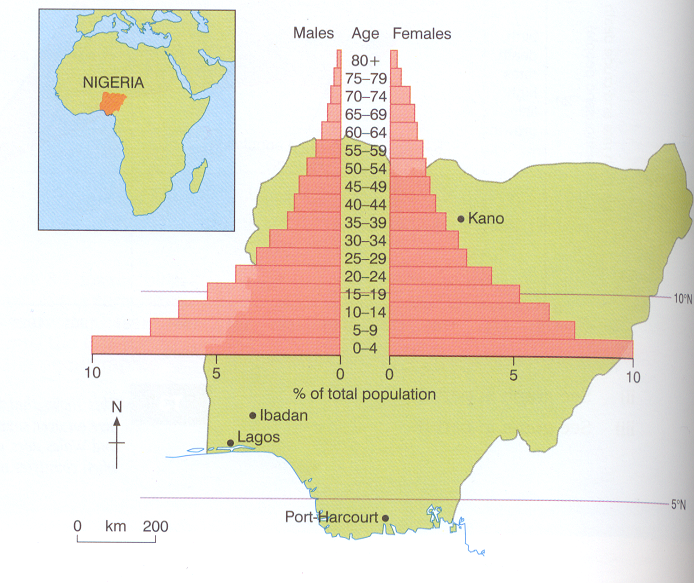 Males Age Females
NIGERIA
80+
75–79
70–74
65–69
60–64
55–59
50–54
45–49
40–44
35–39
30–34
25–29
20–24
15–19
10–14
5–9
0–4
Kano
10°N
10 5 0 0 5 10
% of total population
N
Ibadan
Lagos
5°N
Port-Harcourt
0 km 200